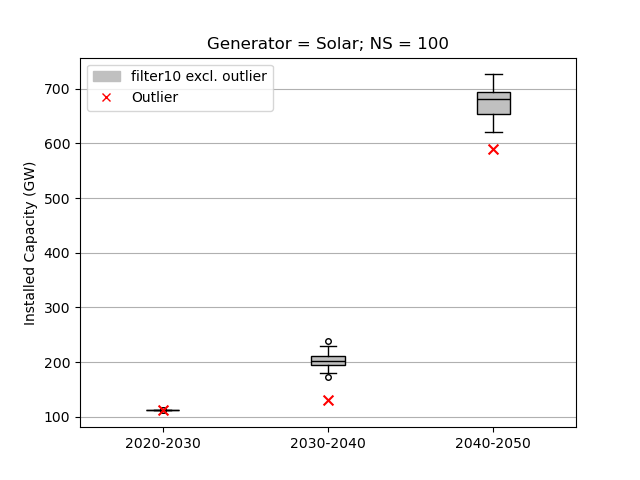 Generator = Solar; NS = 100
filter10 excl. outlier
Outlier
Installed Capacity (GW)
700
600
500
400
300
200
100
2020-2030
2030-2040
2040-2050